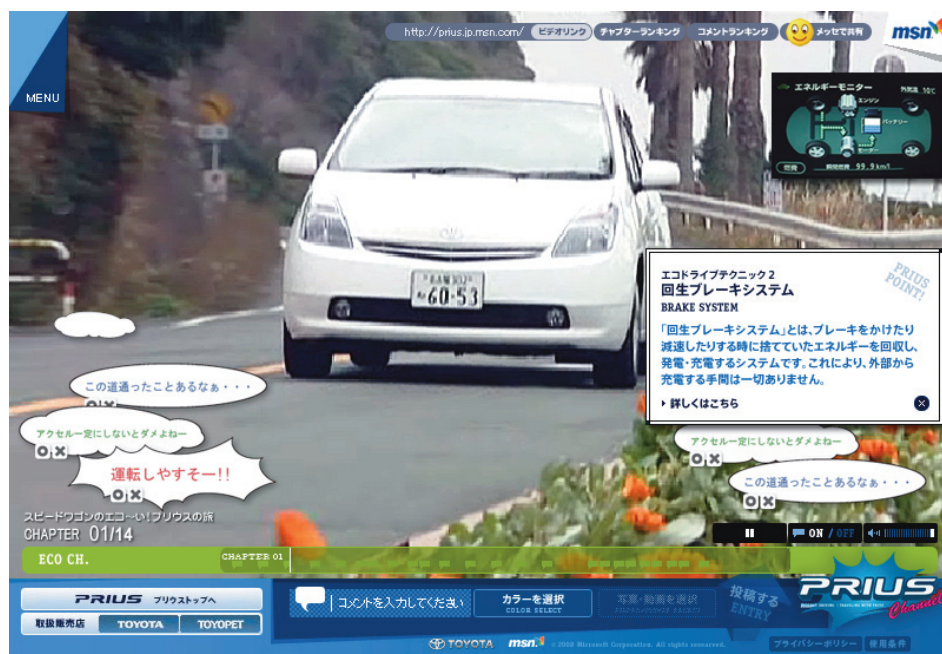 http://prius.jp.msn.com/ ビデオリンク チャプターランキング コメントランキング メッセで共有 msn
MENU
エネルギーモニター 外気温 10℃
エンジン
バッテリー
モーター
燃費 瞬間燃費 99.9 km/l
名古屋 302
60-53
エコドライブテクニック 2
回生ブレーキシステム
BRAKE SYSTEM
PRIUS POINT!
「回生ブレーキシステム」とは、ブレーキをかけたり
減速したりする時に捨てていたエネルギーを回収し、
発電・充電するシステムです。これにより、外部から
充電する手間は一切ありません。
詳しくはこちら
この道通ったことあるなぁ・・・
アクセル一定にしないとダメよねー
運転しやすそー!!
アクセル一定にしないとダメよねー
この道通ったことあるなぁ・・・
スピードワゴンのエコ〜い!プリウスの旅
CHAPTER 01/14
ON / OFF
ECO CH.
CHAPTER 01
PRIUS プリウストップへ
取扱販売店 TOYOTA TOYOPET
コメントを入力してください
カラーを選択
COLOR SELECT
写真・動画を選択
投稿する
ENTRY
PRIUS
Channel
TOYOTA msn © 2008 Microsoft Corporation. All rights reserved.
プライバシーポリシー 使用条件